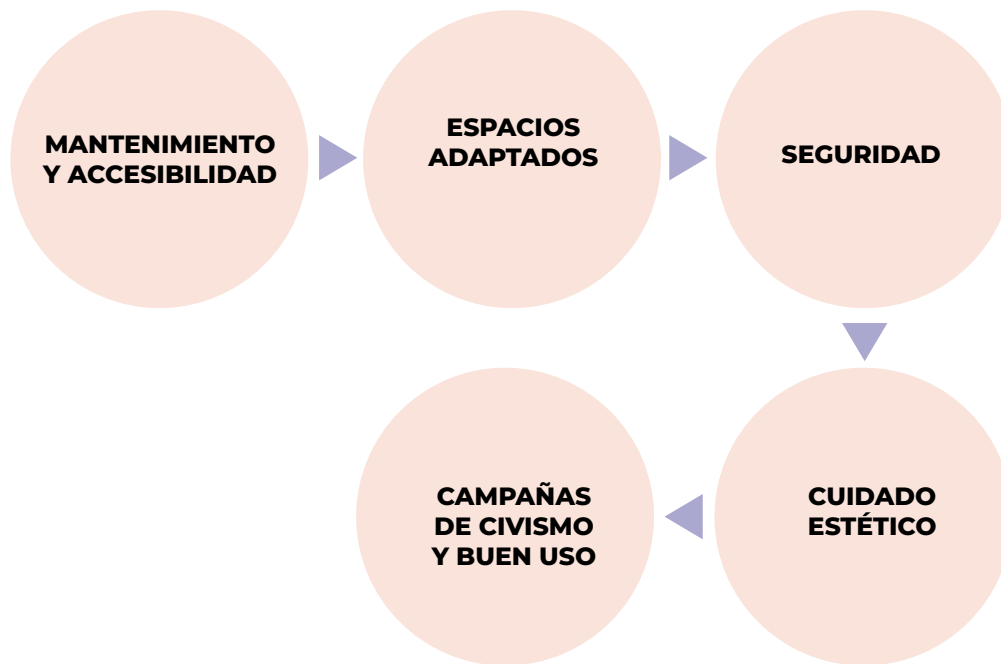 MANTENIMIENTO
Y ACCESIBILIDAD
ESPACIOS
ADAPTADOS
SEGURIDAD
CUIDADO
ESTÉTICO
CAMPAÑAS
DE CIVISMO
Y BUEN USO